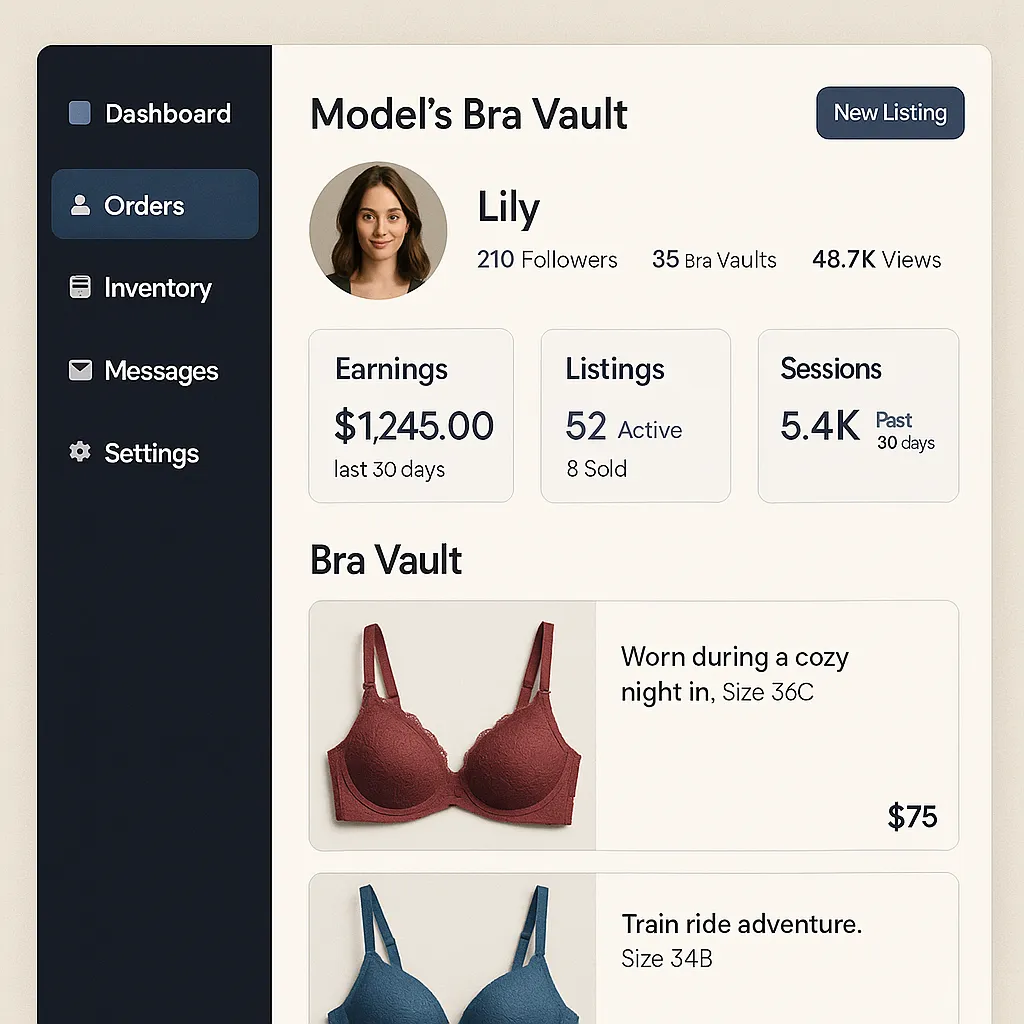 Dashboard
Orders
Inventory
Messages
Settings
Model's Bra Vault
New Listing
Lily
210 Followers
35 Bra Vaults
48.7K Views
Earnings
$1,245.00
last 30 days
Listings
52 Active
8 Sold
Sessions
5.4K Past
30 days
Bra Vault
Worn during a cozy
night in, Size 36C
$75
Train ride adventure.
Size 34B